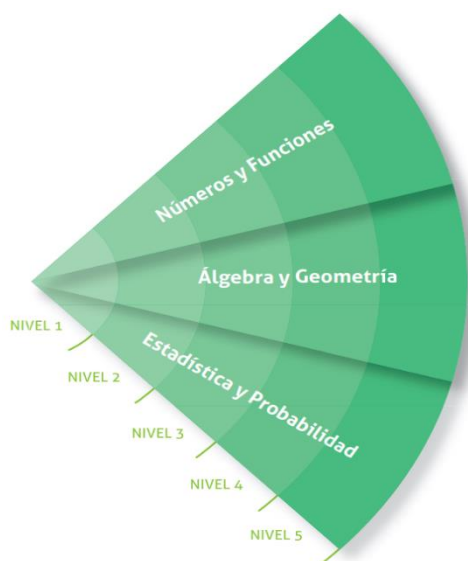 Números y Funciones
Álgebra y Geometría
Estadística y Probabilidad
NIVEL 1
NIVEL 2
NIVEL 3
NIVEL 4
NIVEL 5